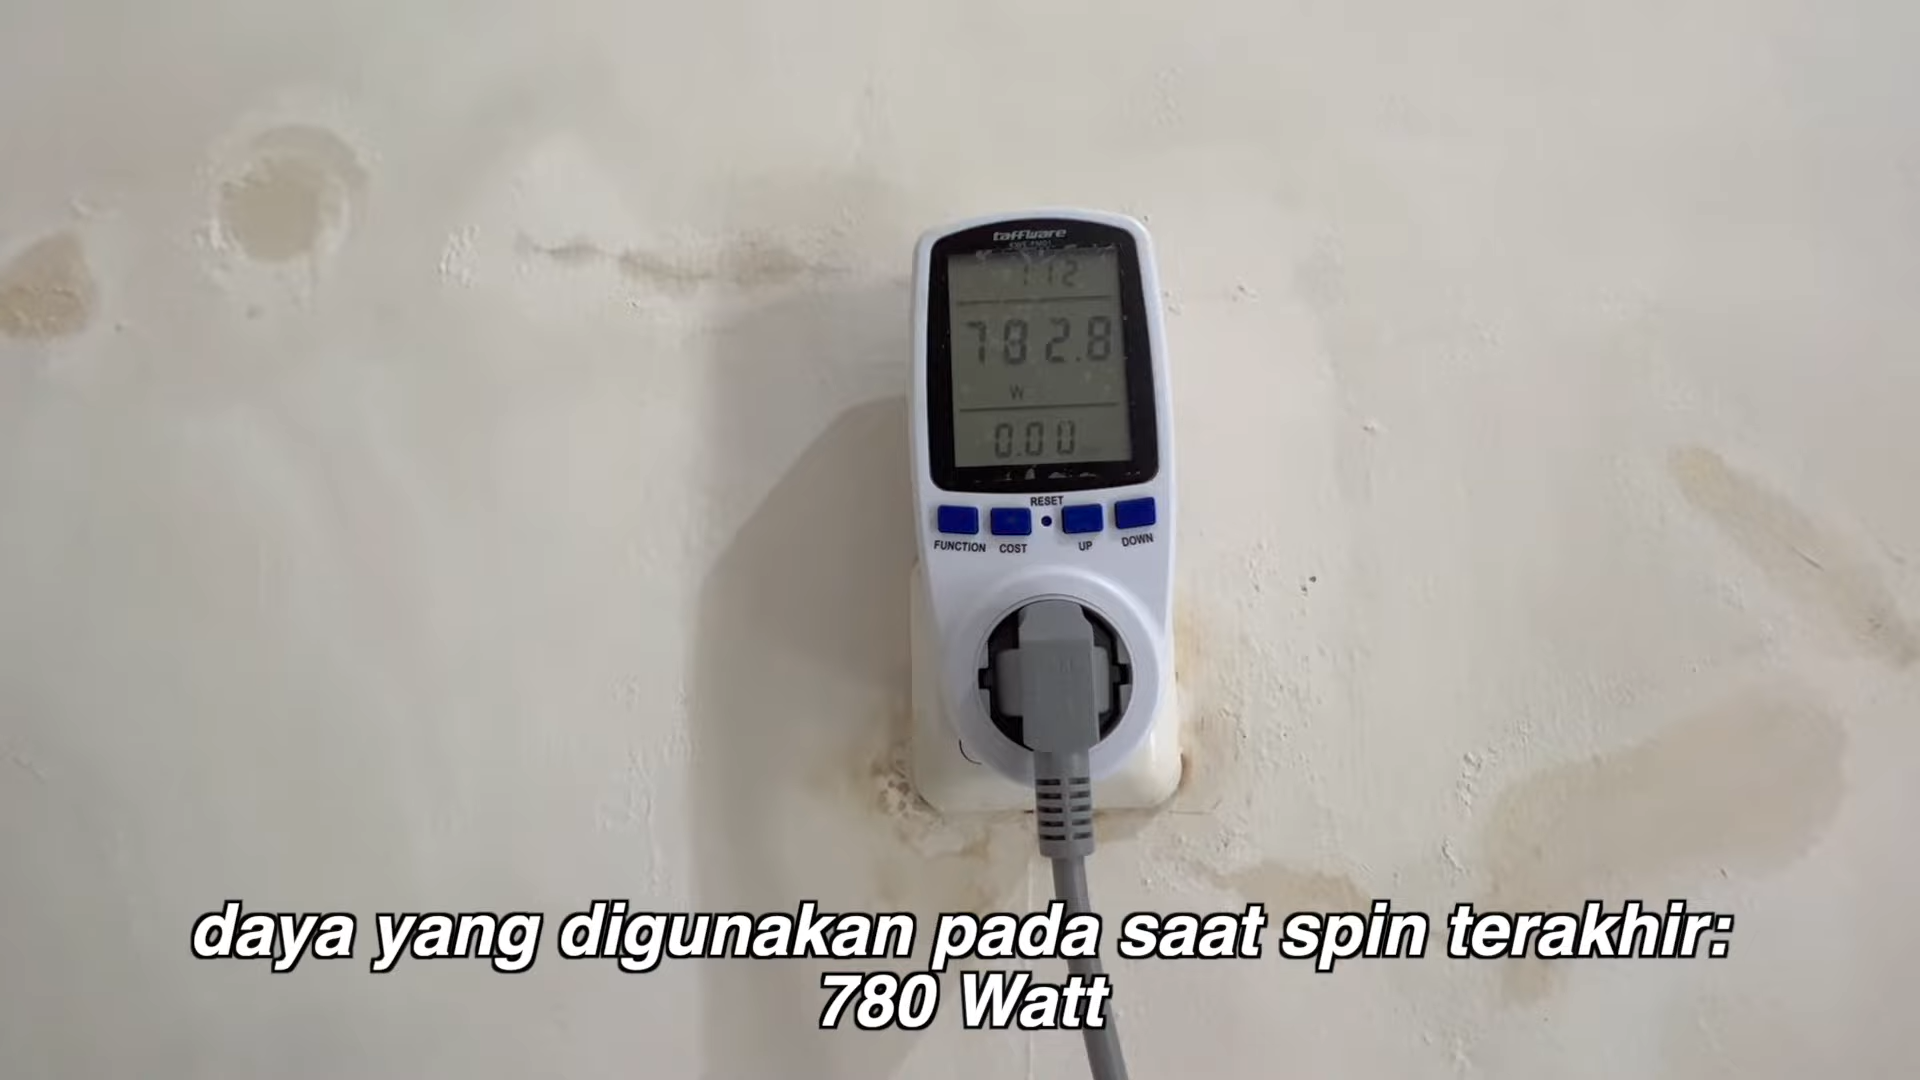 taffware
1:12
782.8
W
0.00
RESET
FUNCTION COST UP DOWN
daya yang digunakan pada saat spin terakhir:
780 Watt